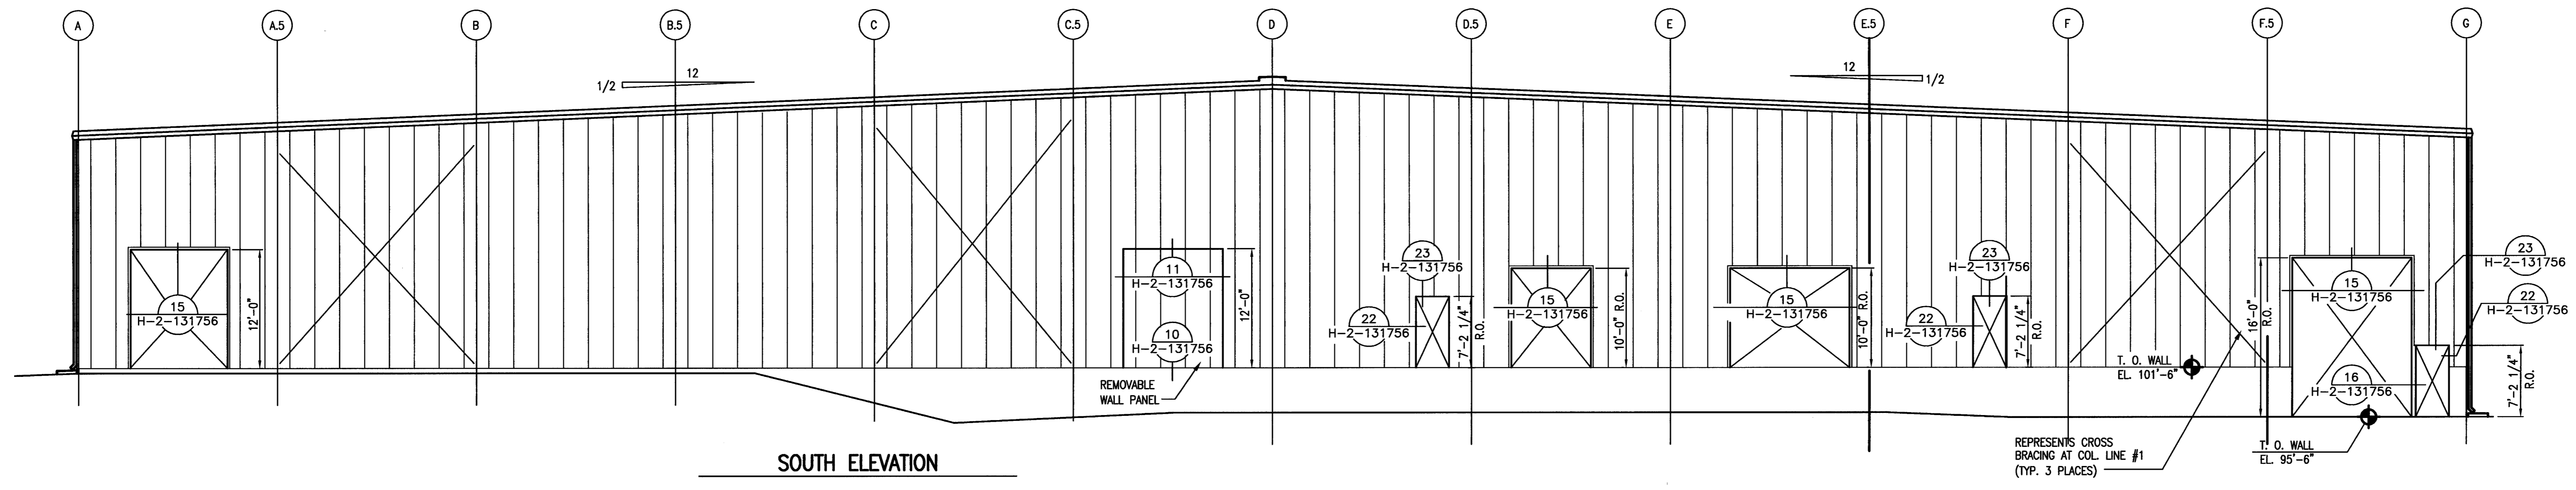 A A.5 B B.5 C C.5 D D.5 E E.5 F F.5 G
12
1/2
12
1/2
15
H-2-131756
12'-0"
11
H-2-131756
10
H-2-131756
12'-0"
REMOVABLE
WALL PANEL
23
H-2-131756
22
H-2-131756
7'-2 1/4"
R.O.
15
H-2-131756
10'-0" R.O.
15
H-2-131756
10'-0" R.O.
23
H-2-131756
22
H-2-131756
7'-2 1/4"
R.O.
T. O. WALL
EL. 101'-6"
16'-0"
R.O.
15
H-2-131756
16
H-2-131756
23
H-2-131756
22
H-2-131756
7'-2 1/4"
R.O.
REPRESENTS CROSS
BRACING AT COL. LINE #1
(TYP. 3 PLACES)
T. O. WALL
EL. 95'-6"
SOUTH ELEVATION